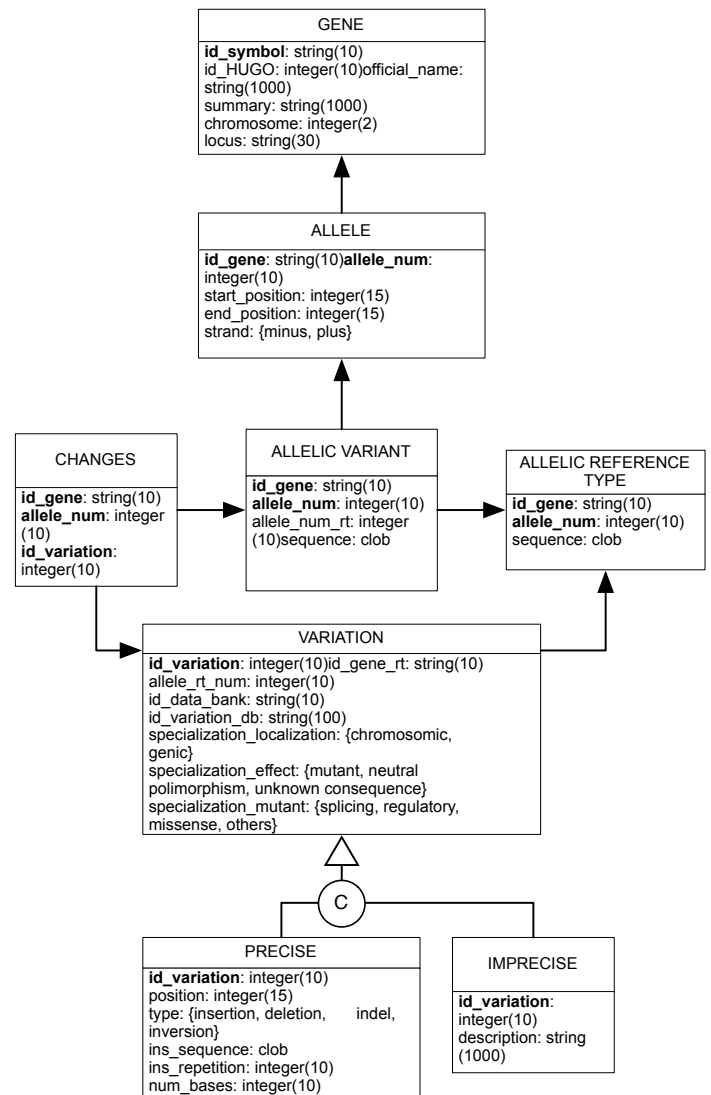 GENE
id_symbol: string(10)
id_HUGO: integer(10)official_name:
string(1000)
summary: string(1000)
chromosome: integer(2)
locus: string(30)
ALLELE
id_gene: string(10)allele_num:
integer(10)
start_position: integer(15)
end_position: integer(15)
strand: {minus, plus}
CHANGES
id_gene: string(10)
allele_num: integer
(10)
id_variation:
integer(10)
ALLELIC VARIANT
id_gene: string(10)
allele_num: integer(10)
allele_num_rt: integer
(10)sequence: clob
ALLELIC REFERENCE
TYPE
id_gene: string(10)
allele_num: integer(10)
sequence: clob
VARIATION
id_variation: integer(10)id_gene_rt: string(10)
allele_rt_num: integer(10)
id_data_bank: string(10)
id_variation_db: string(100)
specialization_localization: {chromosomic,
genic}
specialization_effect: {mutant, neutral
polimorphism, unknown consequence}
specialization_mutant: {splicing, regulatory,
missense, others}
C
PRECISE
id_variation: integer(10)
position: integer(15)
type: {insertion, deletion, indel,
inversion}
ins_sequence: clob
ins_repetition: integer(10)
num_bases: integer(10)
IMPRECISE
id_variation:
integer(10)
description: string
(1000)